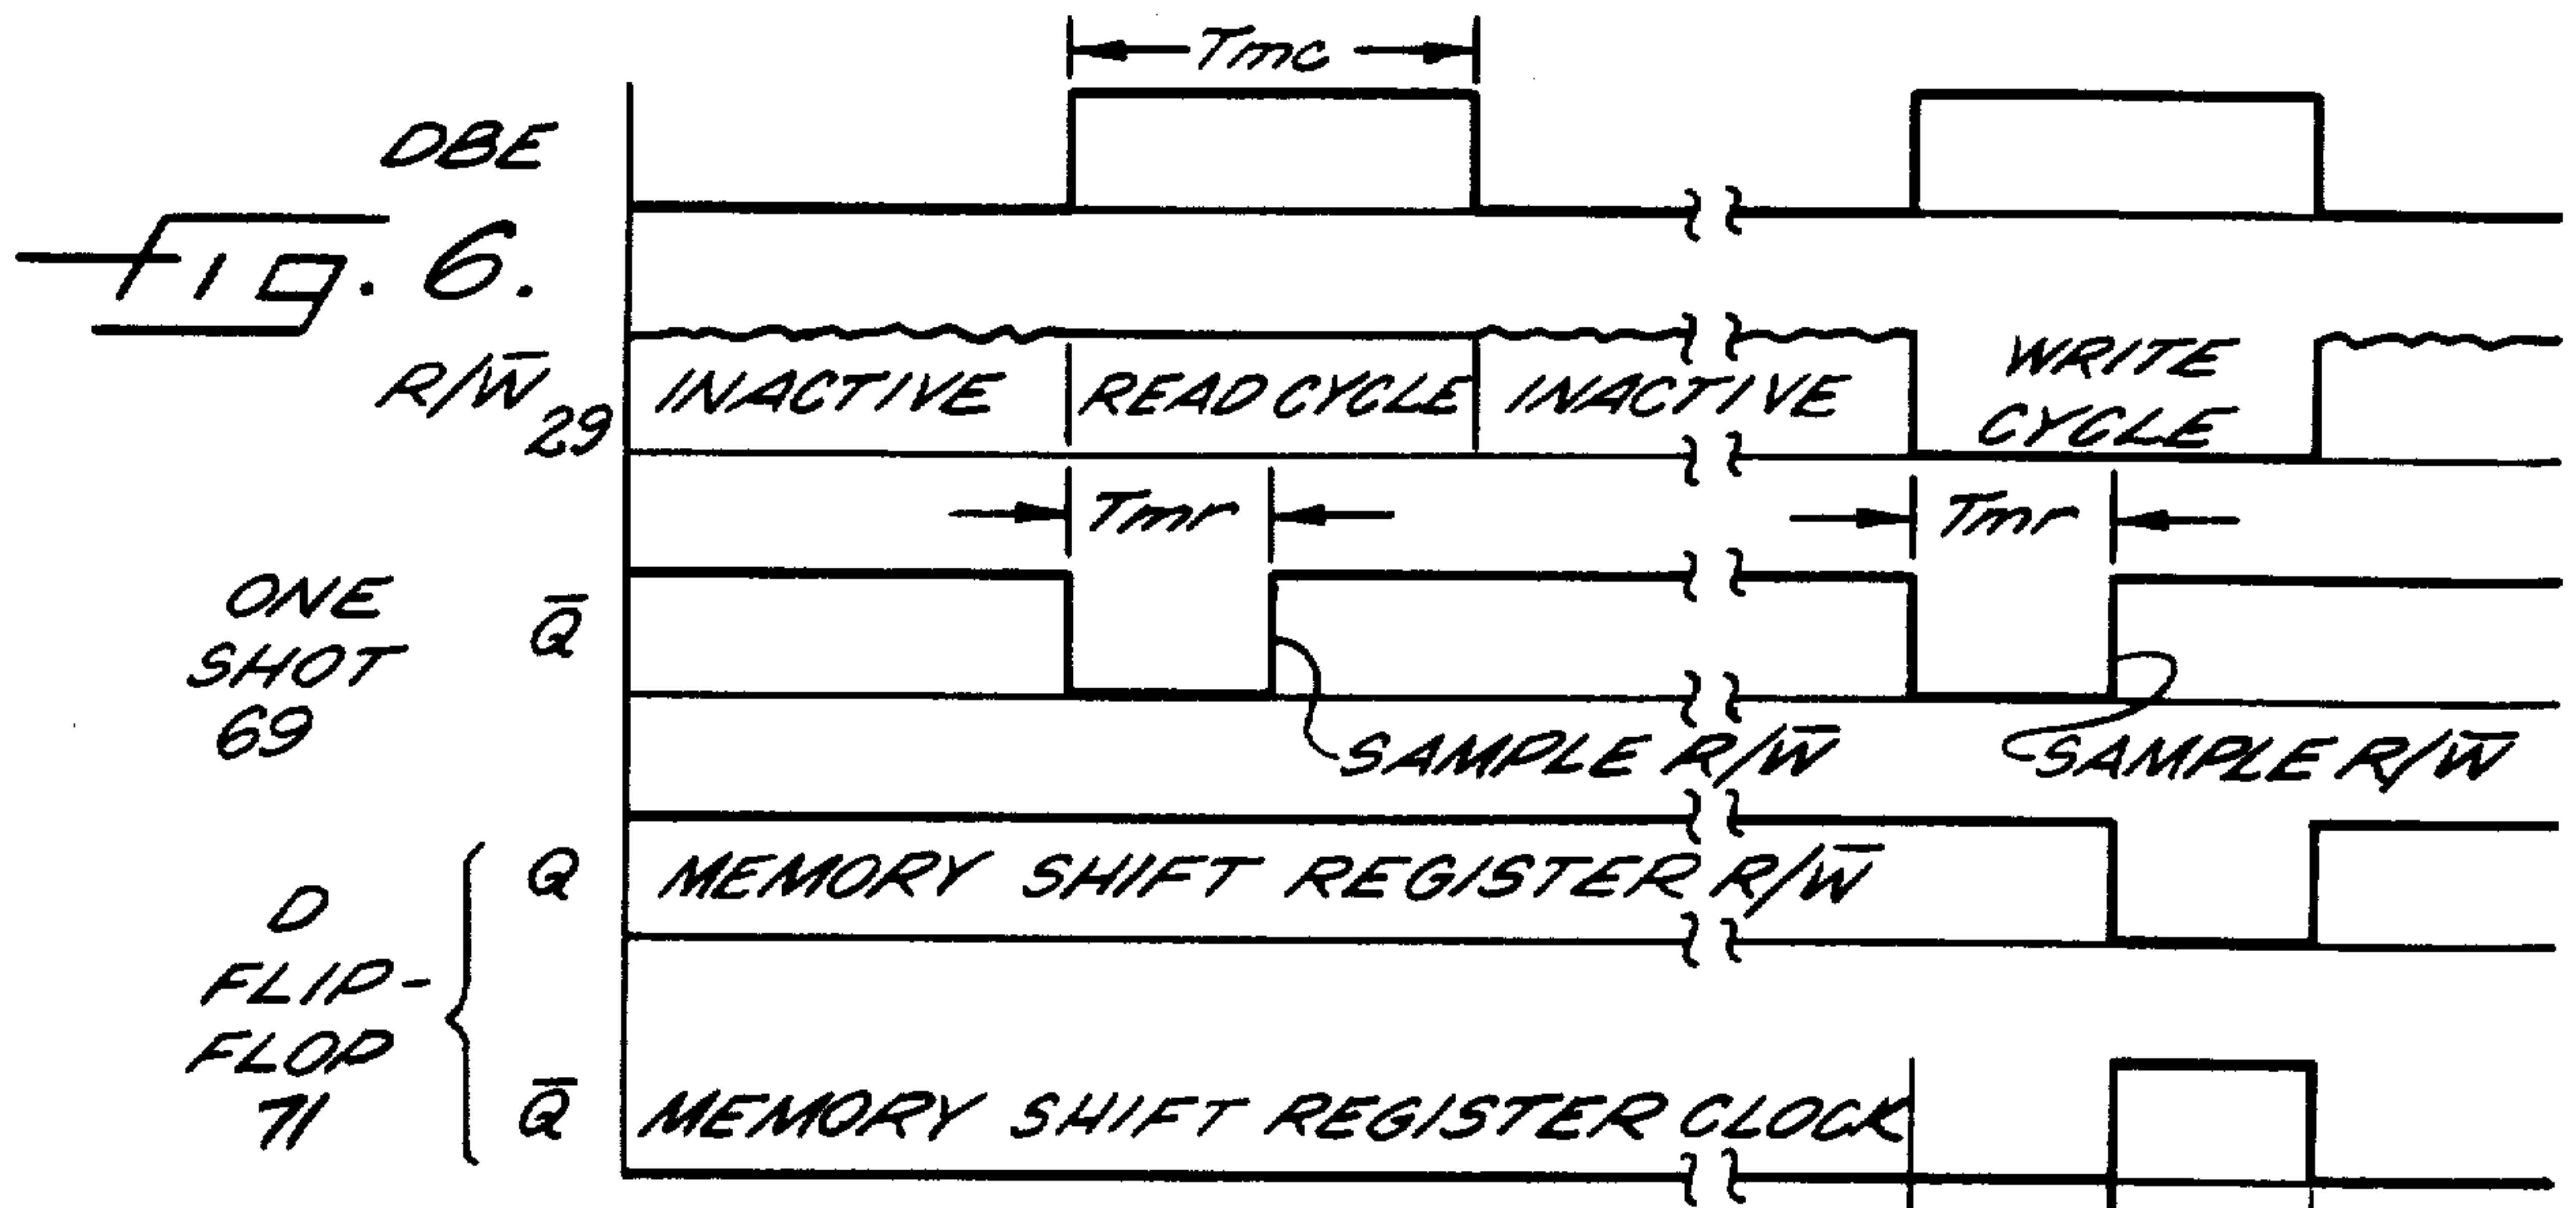 Tmc
DBE
Fig. 6.
R/W̅ 29
INACTIVE
READ CYCLE
INACTIVE
WRITE
CYCLE
Tmr
Tmr
ONE
SHOT
69
Q̅
SAMPLE R/W̅
SAMPLE R/W̅
D
FLIP-
FLOP
71
Q
MEMORY SHIFT REGISTER R/W̅
Q̅
MEMORY SHIFT REGISTER CLOCK